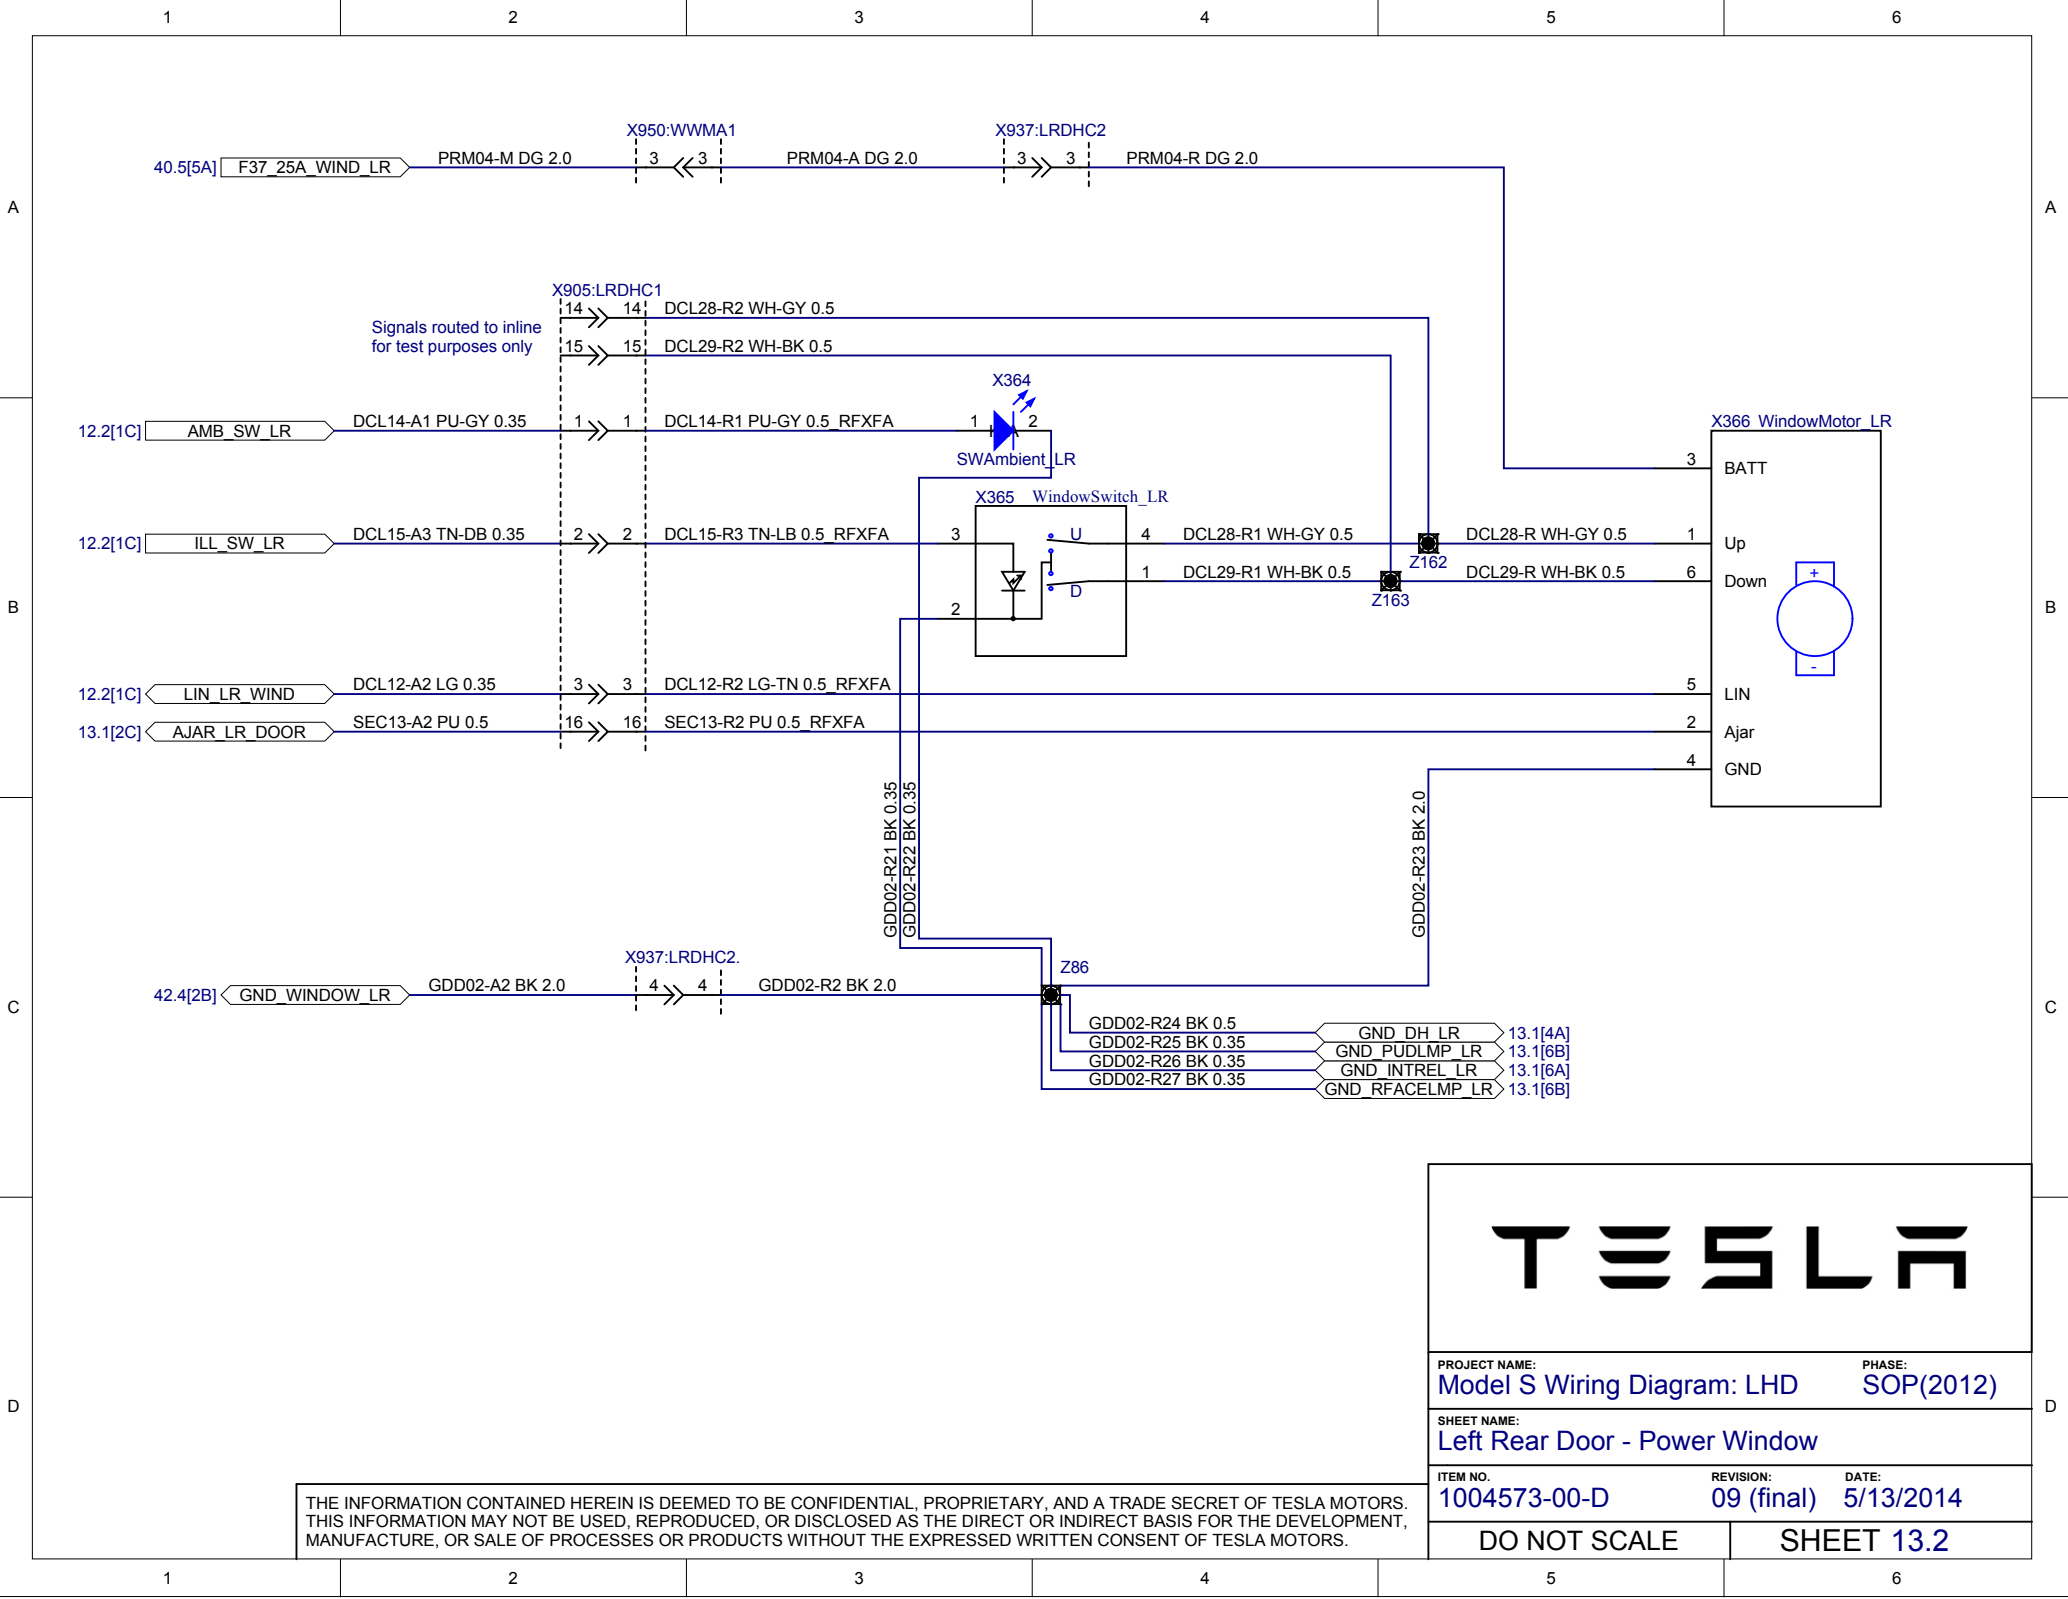 1 2 3 4 5 6
A A
X950:WWMA1 X937:LRDHC2
40.5[5A] F37_25A_WIND_LR PRM04-M DG 2.0 3 3 PRM04-A DG 2.0 3 3 PRM04-R DG 2.0
X905:LRDHC1
14 14 DCL28-R2 WH-GY 0.5
Signals routed to inline
for test purposes only
15 15 DCL29-R2 WH-BK 0.5
X364
12.2[1C] AMB_SW_LR DCL14-A1 PU-GY 0.35 1 1 DCL14-R1 PU-GY 0.5_RFXFA 1 2
SWAmbient_LR
X366 WindowMotor_LR
3 BATT
X365 WindowSwitch_LR
12.2[1C] ILL_SW_LR DCL15-A3 TN-DB 0.35 2 2 DCL15-R3 TN-LB 0.5_RFXFA 3 U 4 DCL28-R1 WH-GY 0.5 DCL28-R WH-GY 0.5 1 Up
Z162
D 1 DCL29-R1 WH-BK 0.5 DCL29-R WH-BK 0.5 6 Down
Z163
+
-
B 2 B
12.2[1C] LIN_LR_WIND DCL12-A2 LG 0.35 3 3 DCL12-R2 LG-TN 0.5_RFXFA 5 LIN
13.1[2C] AJAR_LR_DOOR SEC13-A2 PU 0.5 16 16 SEC13-R2 PU 0.5_RFXFA 2 Ajar
4 GND
GDD02-R21 BK 0.35
GDD02-R22 BK 0.35
GDD02-R23 BK 2.0
X937:LRDHC2.
42.4[2B] GND_WINDOW_LR GDD02-A2 BK 2.0 4 4 GDD02-R2 BK 2.0 Z86
C C
GDD02-R24 BK 0.5 GND_DH_LR 13.1[4A]
GDD02-R25 BK 0.35 GND_PUDLMP_LR 13.1[6B]
GDD02-R26 BK 0.35 GND_INTREL_LR 13.1[6A]
GDD02-R27 BK 0.35 GND_RFACELMP_LR 13.1[6B]
TESLA
PROJECT NAME: PHASE:
Model S Wiring Diagram: LHD SOP(2012)
D D
SHEET NAME:
Left Rear Door - Power Window
ITEM NO. REVISION: DATE:
1004573-00-D 09 (final) 5/13/2014
DO NOT SCALE SHEET 13.2
THE INFORMATION CONTAINED HEREIN IS DEEMED TO BE CONFIDENTIAL, PROPRIETARY, AND A TRADE SECRET OF TESLA MOTORS.
THIS INFORMATION MAY NOT BE USED, REPRODUCED, OR DISCLOSED AS THE DIRECT OR INDIRECT BASIS FOR THE DEVELOPMENT,
MANUFACTURE, OR SALE OF PROCESSES OR PRODUCTS WITHOUT THE EXPRESSED WRITTEN CONSENT OF TESLA MOTORS.
1 2 3 4 5 6